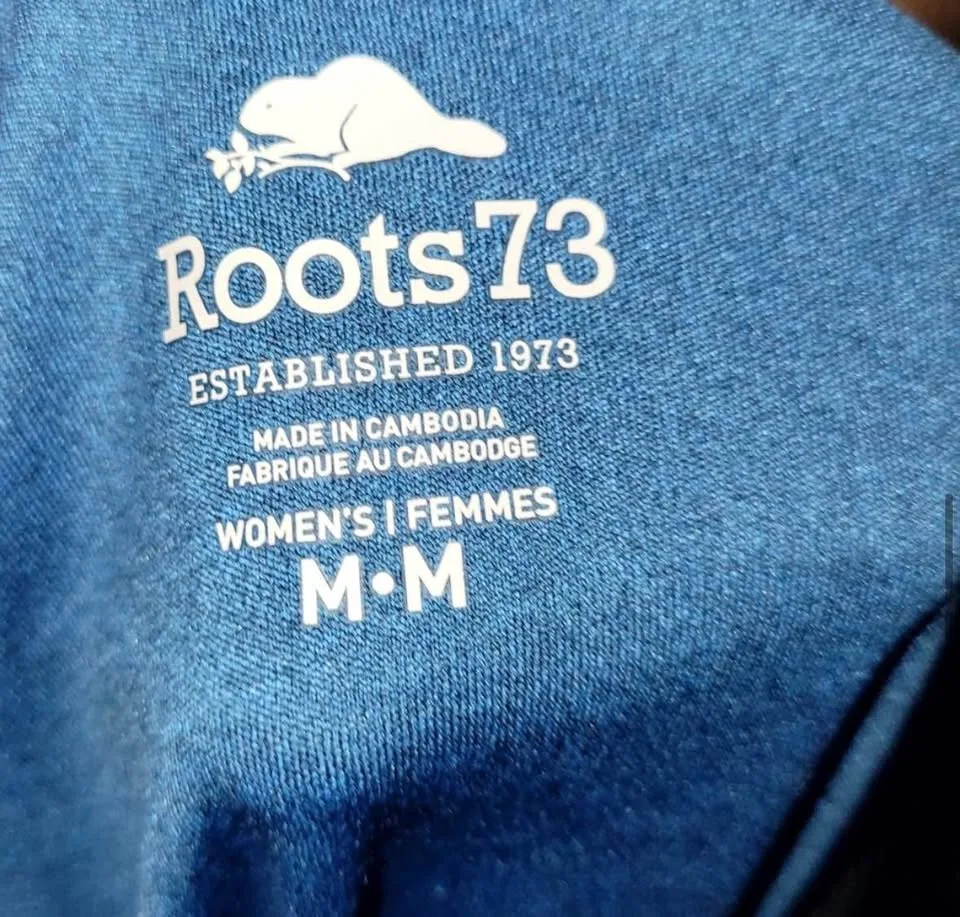 Roots73
ESTABLISHED 1973
MADE IN CAMBODIA
FABRIQUE AU CAMBODGE
WOMEN'S | FEMMES
M•M